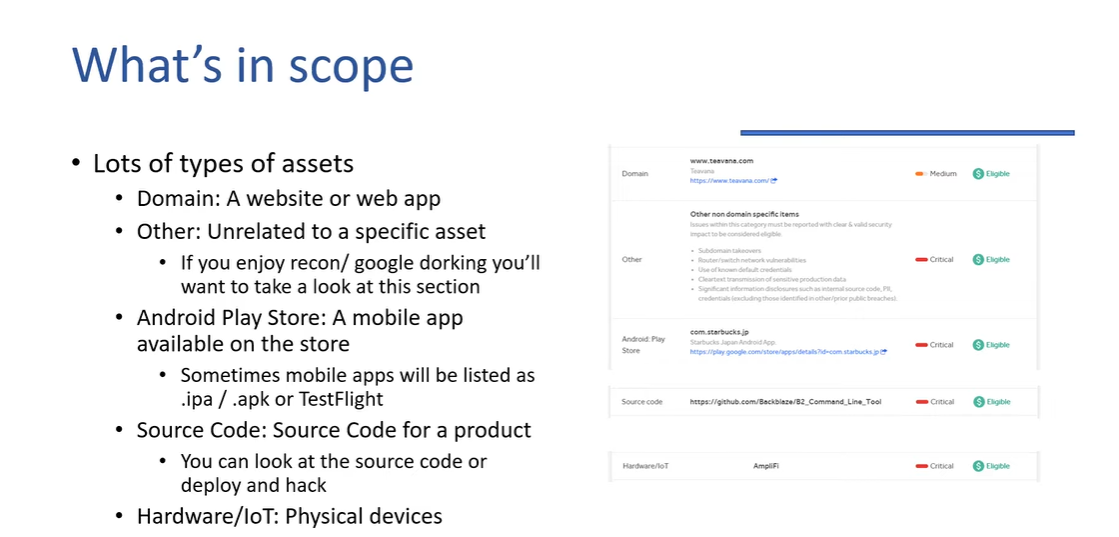 What's in scope
• Lots of types of assets
• Domain: A website or web app
• Other: Unrelated to a specific asset
• If you enjoy recon/ google dorking you'll
want to take a look at this section
• Android Play Store: A mobile app
available on the store
• Sometimes mobile apps will be listed as
.ipa / .apk or TestFlight
• Source Code: Source Code for a product
• You can look at the source code or
deploy and hack
• Hardware/IoT: Physical devices
www.teavana.com
Domain
Teavana
https://www.teavana.com/
Medium
$ Eligible
Other non domain specific items
Issues within this category must be reported with clear & valid security
impact to be considered eligible
• Subdomain takeovers
• Router/switch network vulnerabilities
Other
• Use of known default credentials
Critical
$ Eligible
• Cleartext transmission of sensitive production data
• Significant information disclosures such as internal source code, PII,
credentials (excluding those identified in other/prior public breaches).
Android: Play
Store
com.starbucks.jp
Starbucks Japan Android App.
https://play.google.com/store/apps/details?id=com.starbucks.jp
Critical
$ Eligible
Source code
https://github.com/Backblaze/B2_Command_Line_Tool
Critical
$ Eligible
Hardware/IoT
AmpliFi
Critical
$ Eligible